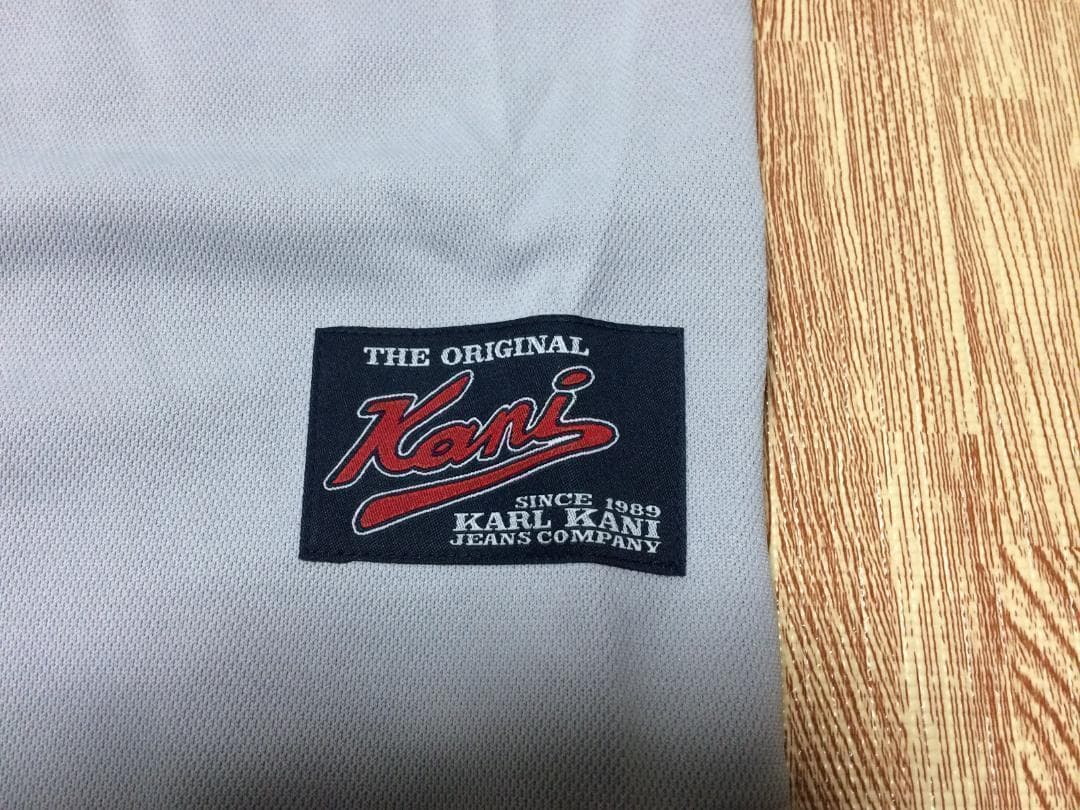 THE ORIGINAL
Kani
SINCE 1989
KARL KANI
JEANS COMPANY